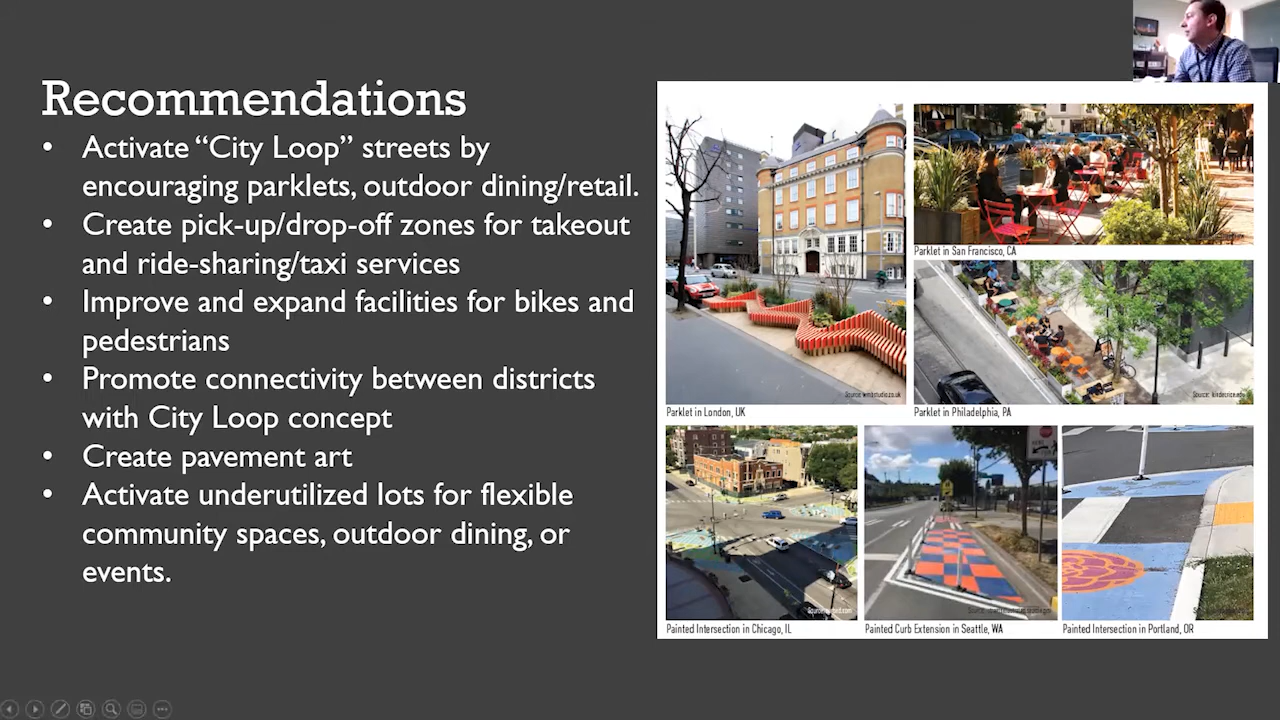 Recommendations
• Activate “City Loop” streets by
encouraging parklets, outdoor dining/retail.
• Create pick-up/drop-off zones for takeout
and ride-sharing/taxi services
• Improve and expand facilities for bikes and
pedestrians
• Promote connectivity between districts
with City Loop concept
• Create pavement art
• Activate underutilized lots for flexible
community spaces, outdoor dining, or
events.
Parklet in San Francisco, CA
Parklet in London, UK
Parklet in Philadelphia, PA
Painted Intersection in Chicago, IL
Painted Curb Extension in Seattle, WA
Painted Intersection in Portland, OR